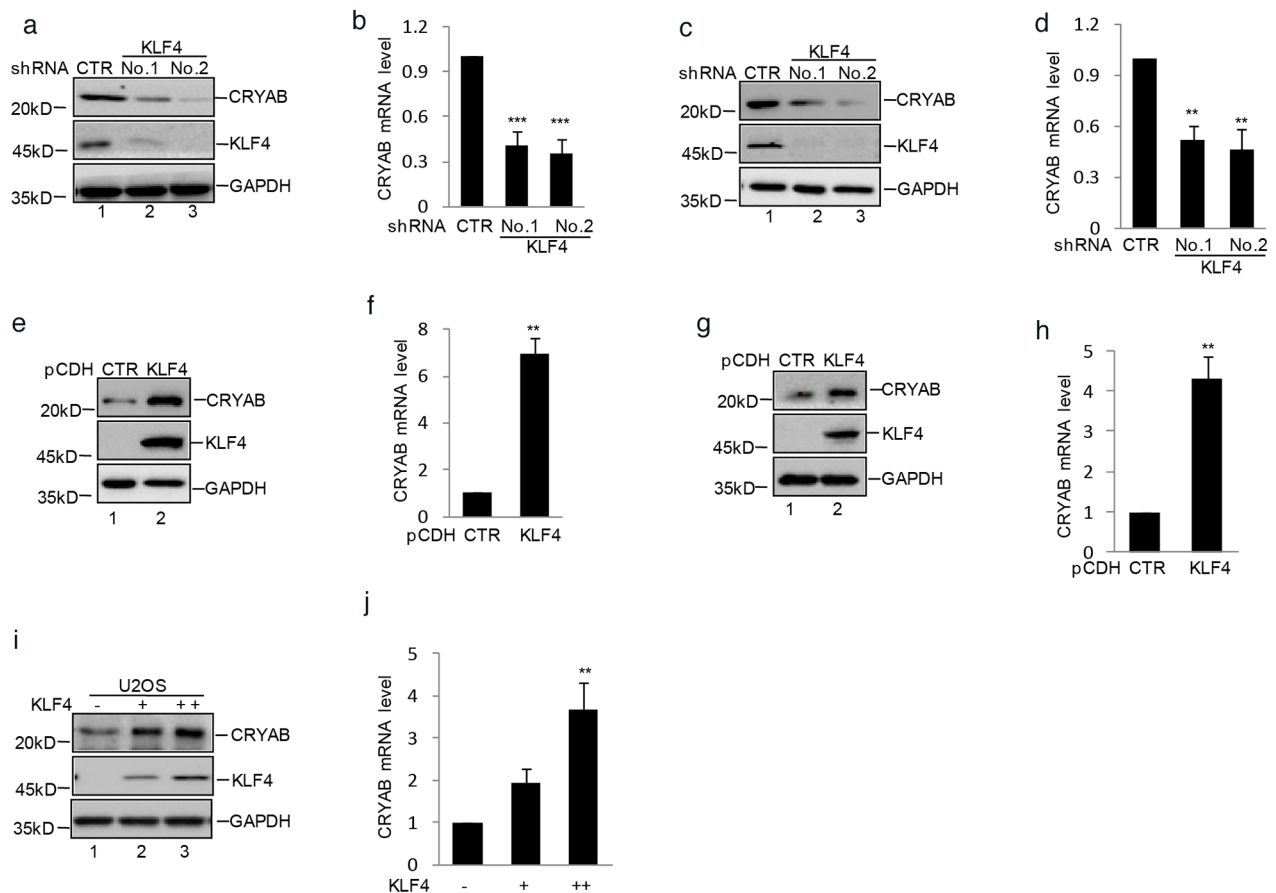 a
KLF4
shRNA CTR No.1 No.2
20kD
CRYAB
45kD
KLF4
35kD
GAPDH
1 2 3
b
CRYAB mRNA level
1.2
0.9
0.6
0.3
0
*** ***
shRNA CTR No.1 No.2
KLF4
c
KLF4
shRNA CTR No.1 No.2
20kD
CRYAB
45kD
KLF4
35kD
GAPDH
1 2 3
d
CRYAB mRNA level
1.2
0.9
0.6
0.3
0
** **
shRNA CTR No.1 No.2
KLF4
e
pCDH CTR KLF4
20kD
CRYAB
45kD
KLF4
35kD
GAPDH
1 2
f
CRYAB mRNA level
8
6
4
2
0
**
pCDH CTR KLF4
g
pCDH CTR KLF4
20kD
CRYAB
45kD
KLF4
35kD
GAPDH
1 2
h
CRYAB mRNA level
5
4
3
2
1
0
**
pCDH CTR KLF4
i
U2OS
KLF4 - + ++
20kD
CRYAB
45kD
KLF4
35kD
GAPDH
1 2 3
j
CRYAB mRNA level
5
4
3
2
1
0
**
KLF4 - + ++